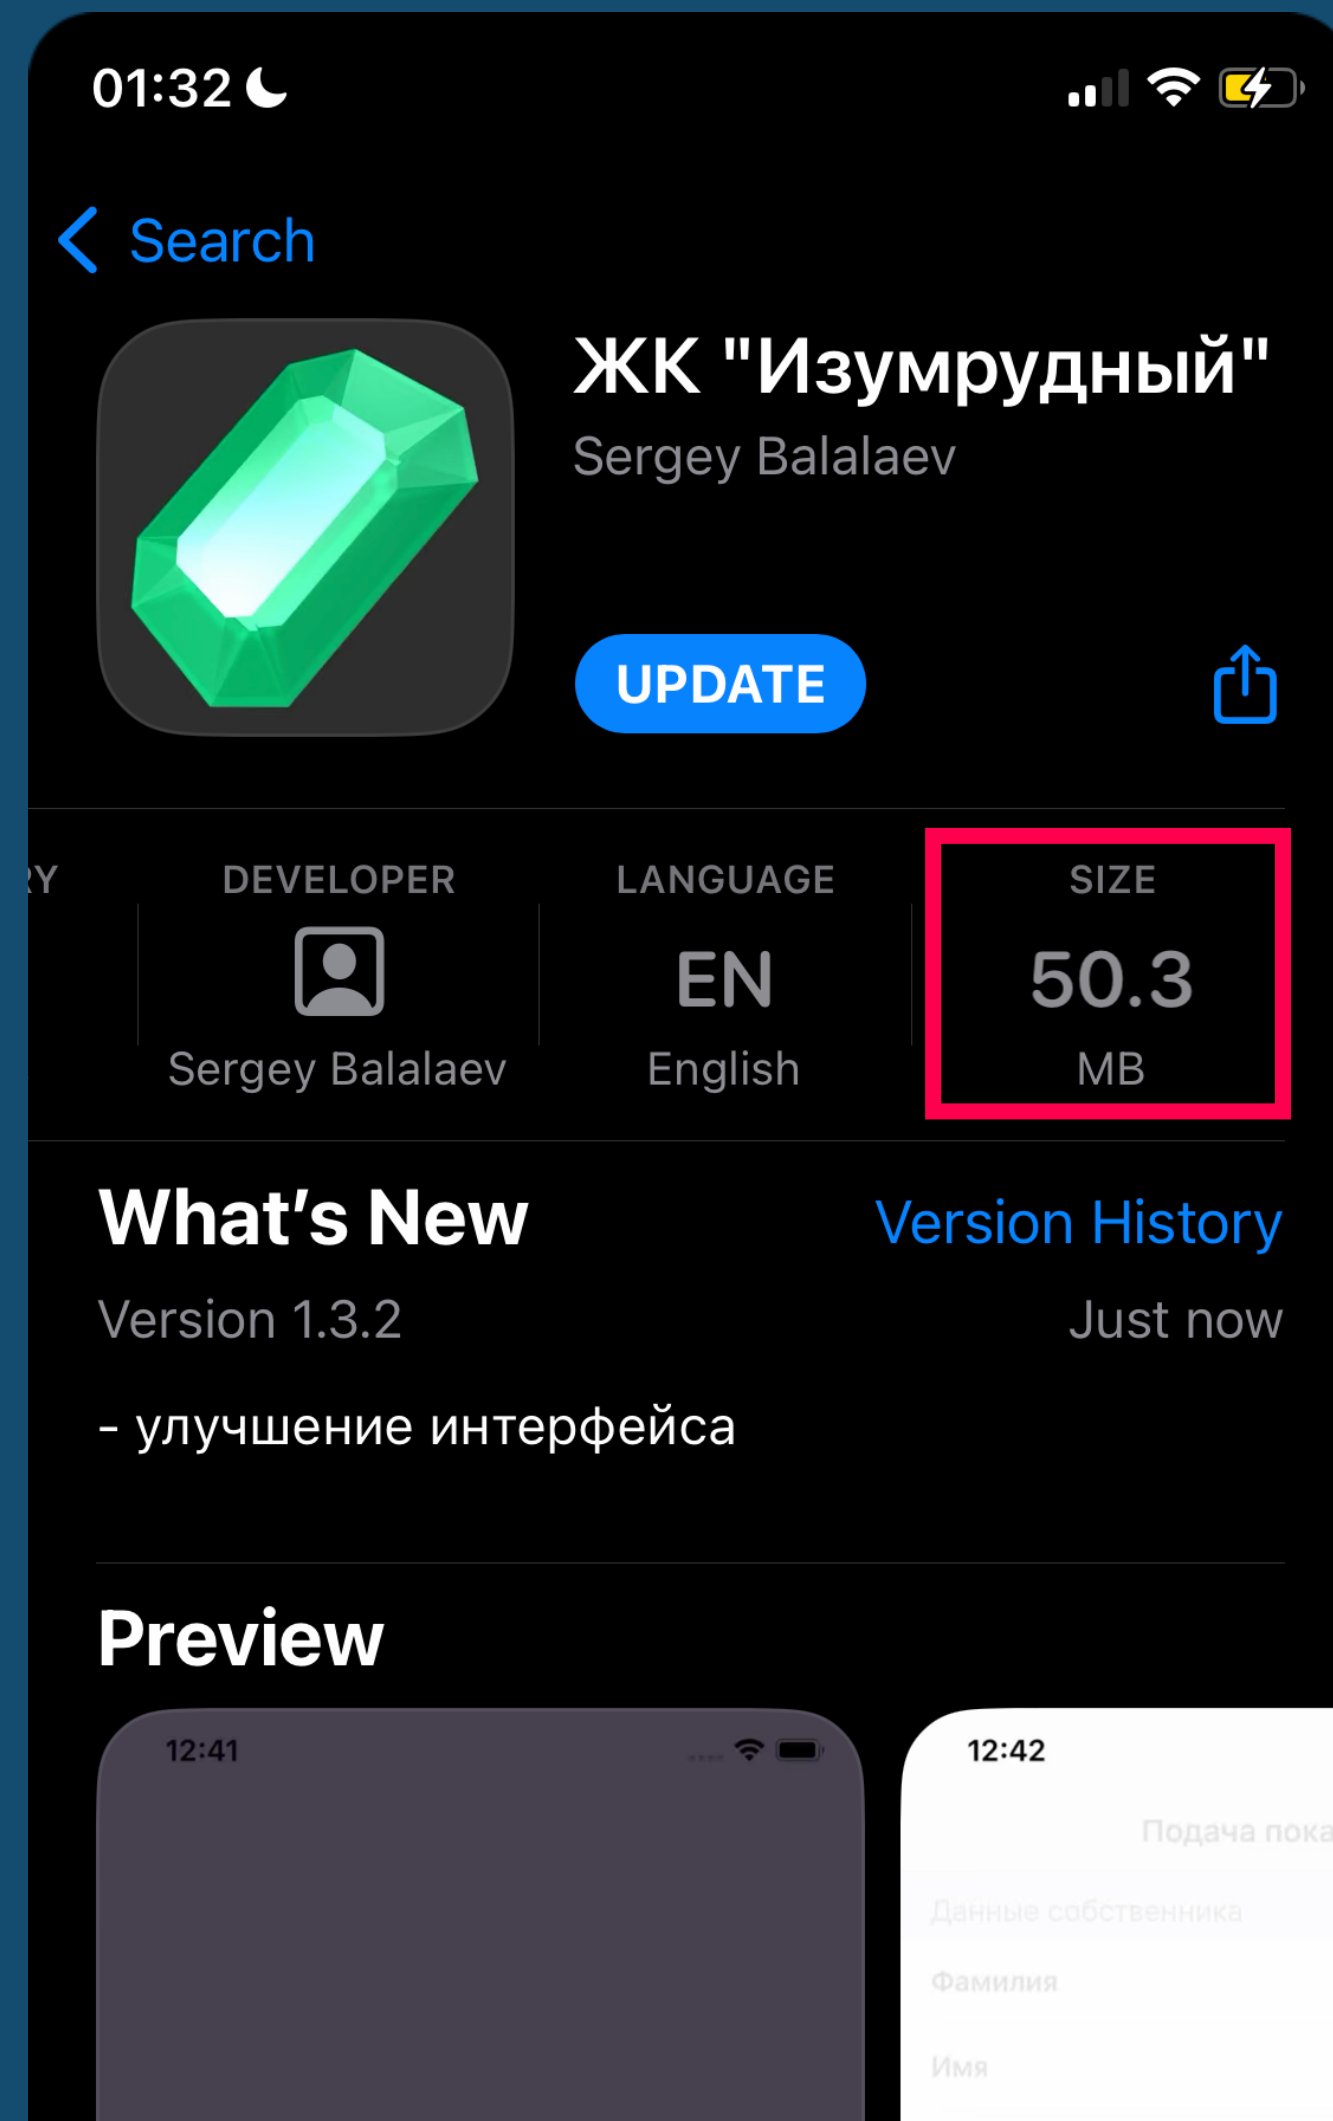 01:32
Search
ЖК "Изумрудный"
Sergey Balalaev
UPDATE
DEVELOPER
LANGUAGE
SIZE
EN
50.3
Sergey Balalaev
English
MB
What's New
Version History
Version 1.3.2
Just now
- улучшение интерфейса
Preview
12:41
12:42
Подача пока
Данные собственника
Фамилия
Имя